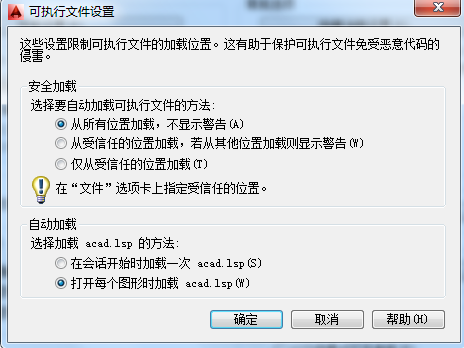 可执行文件设置
这些设置限制可执行文件的加载位置。这有助于保护可执行文件免受恶意代码的
侵害。
安全加载
选择要自动加载可执行文件的方法:
从所有位置加载，不显示警告(A)
从受信任的位置加载，若从其他位置加载则显示警告(W)
仅从受信任的位置加载(T)
在“文件”选项卡上指定受信任的位置。
自动加载
选择加载 acad.lsp 的方法:
在会话开始时加载一次 acad.lsp(S)
打开每个图形时加载 acad.lsp(W)
确定
取消
帮助(H)